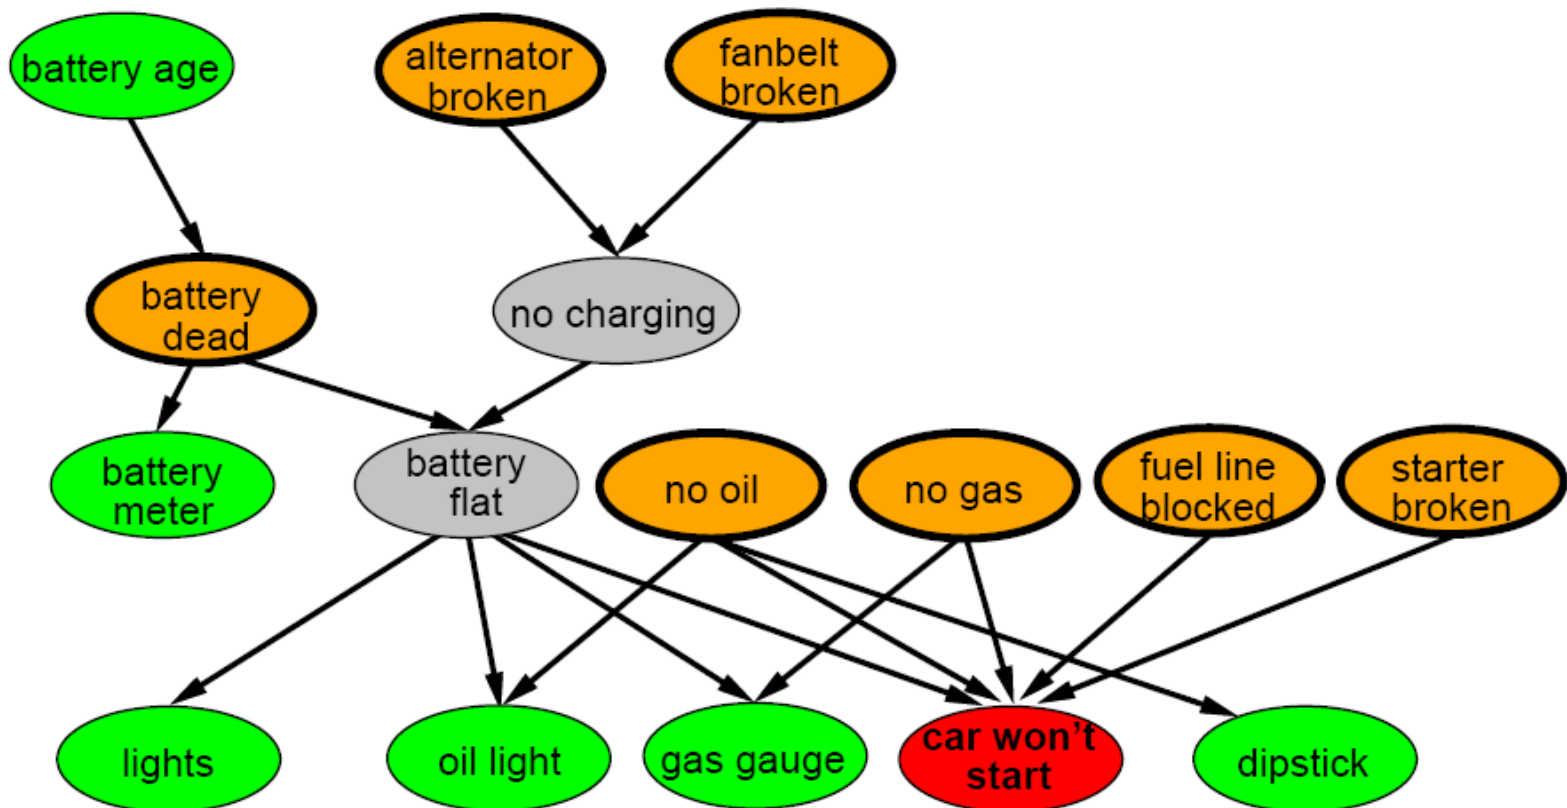 battery age
alternator
broken
fanbelt
broken
battery
dead
no charging
battery
meter
battery
flat
no oil
no gas
fuel line
blocked
starter
broken
lights
oil light
gas gauge
car won't
start
dipstick